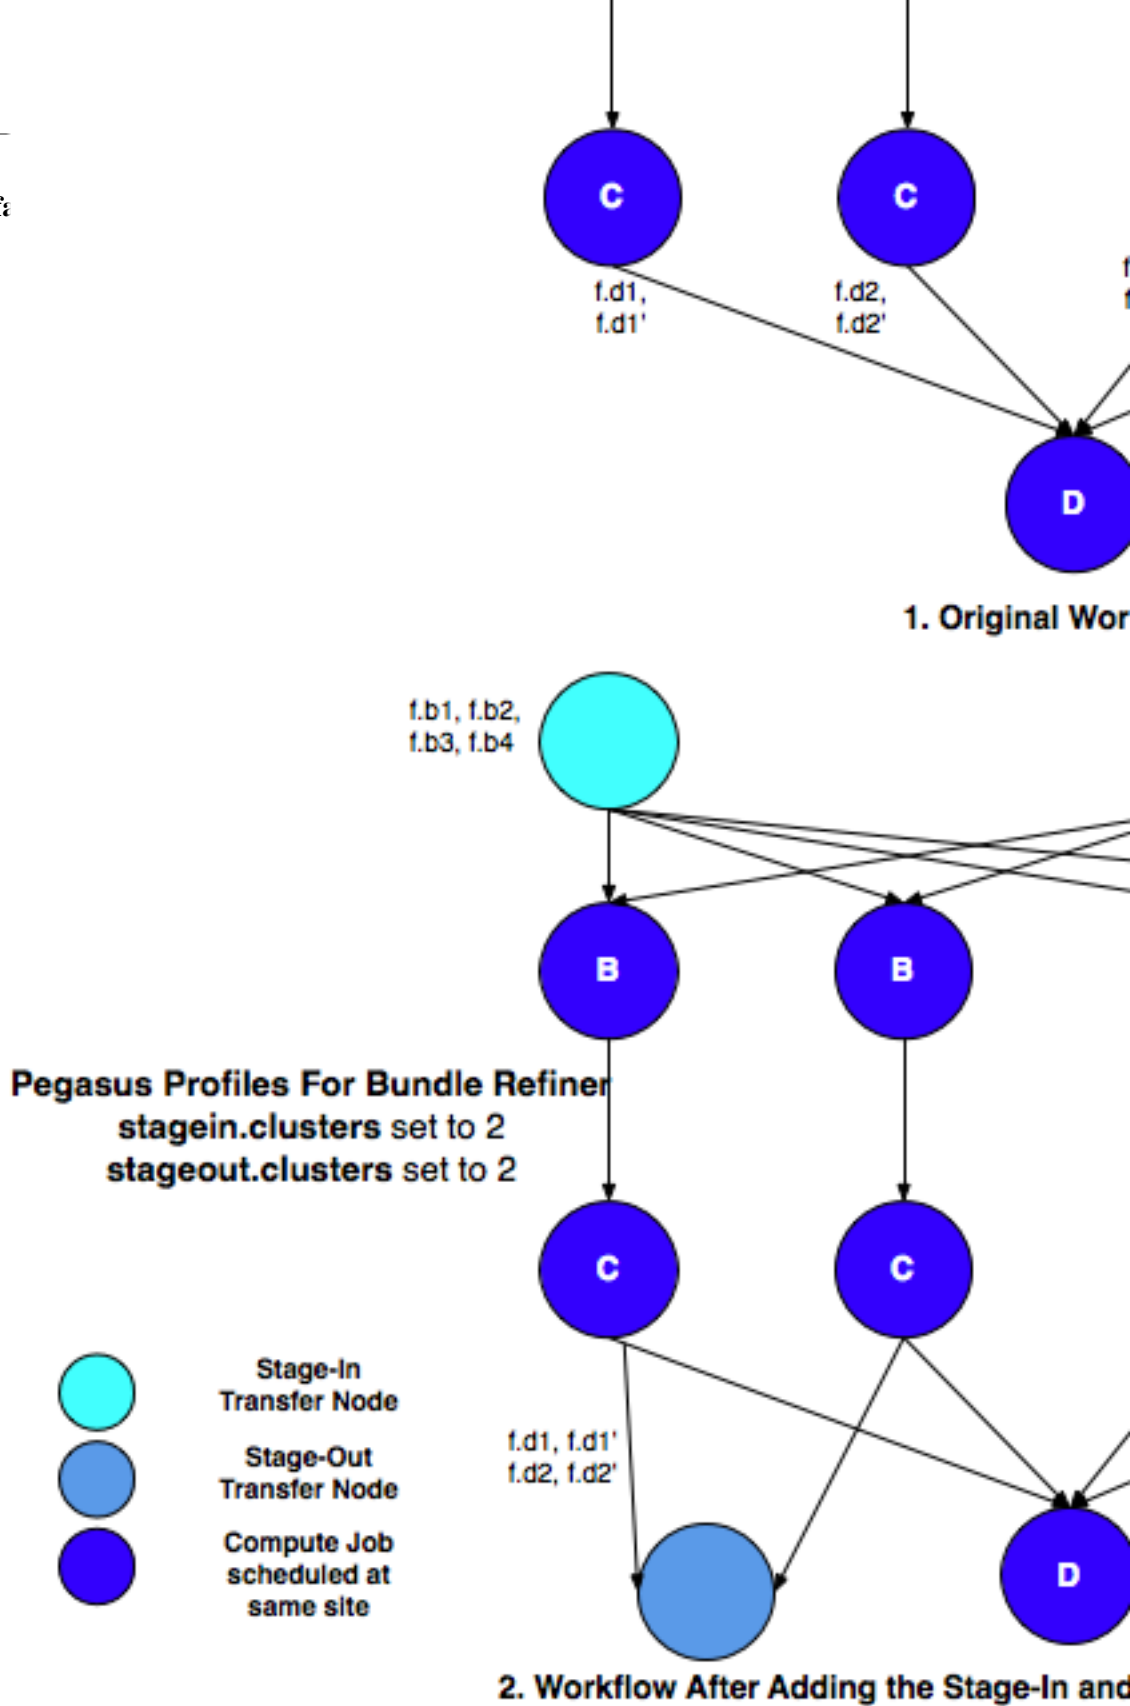 C
C
f.d1,
f.d1'
f.d2,
f.d2'
D
1. Original
f.b1, f.b2,
f.b3, f.b4
B
B
Pegasus Profiles For Bundle Refiner
stagein.clusters set to 2
stageout.clusters set to 2
C
C
Stage-In
Transfer Node
Stage-Out
Transfer Node
Compute Job
scheduled at
same site
f.d1, f.d1'
f.d2, f.d2'
D
2. Workflow After Adding the Stage-In and